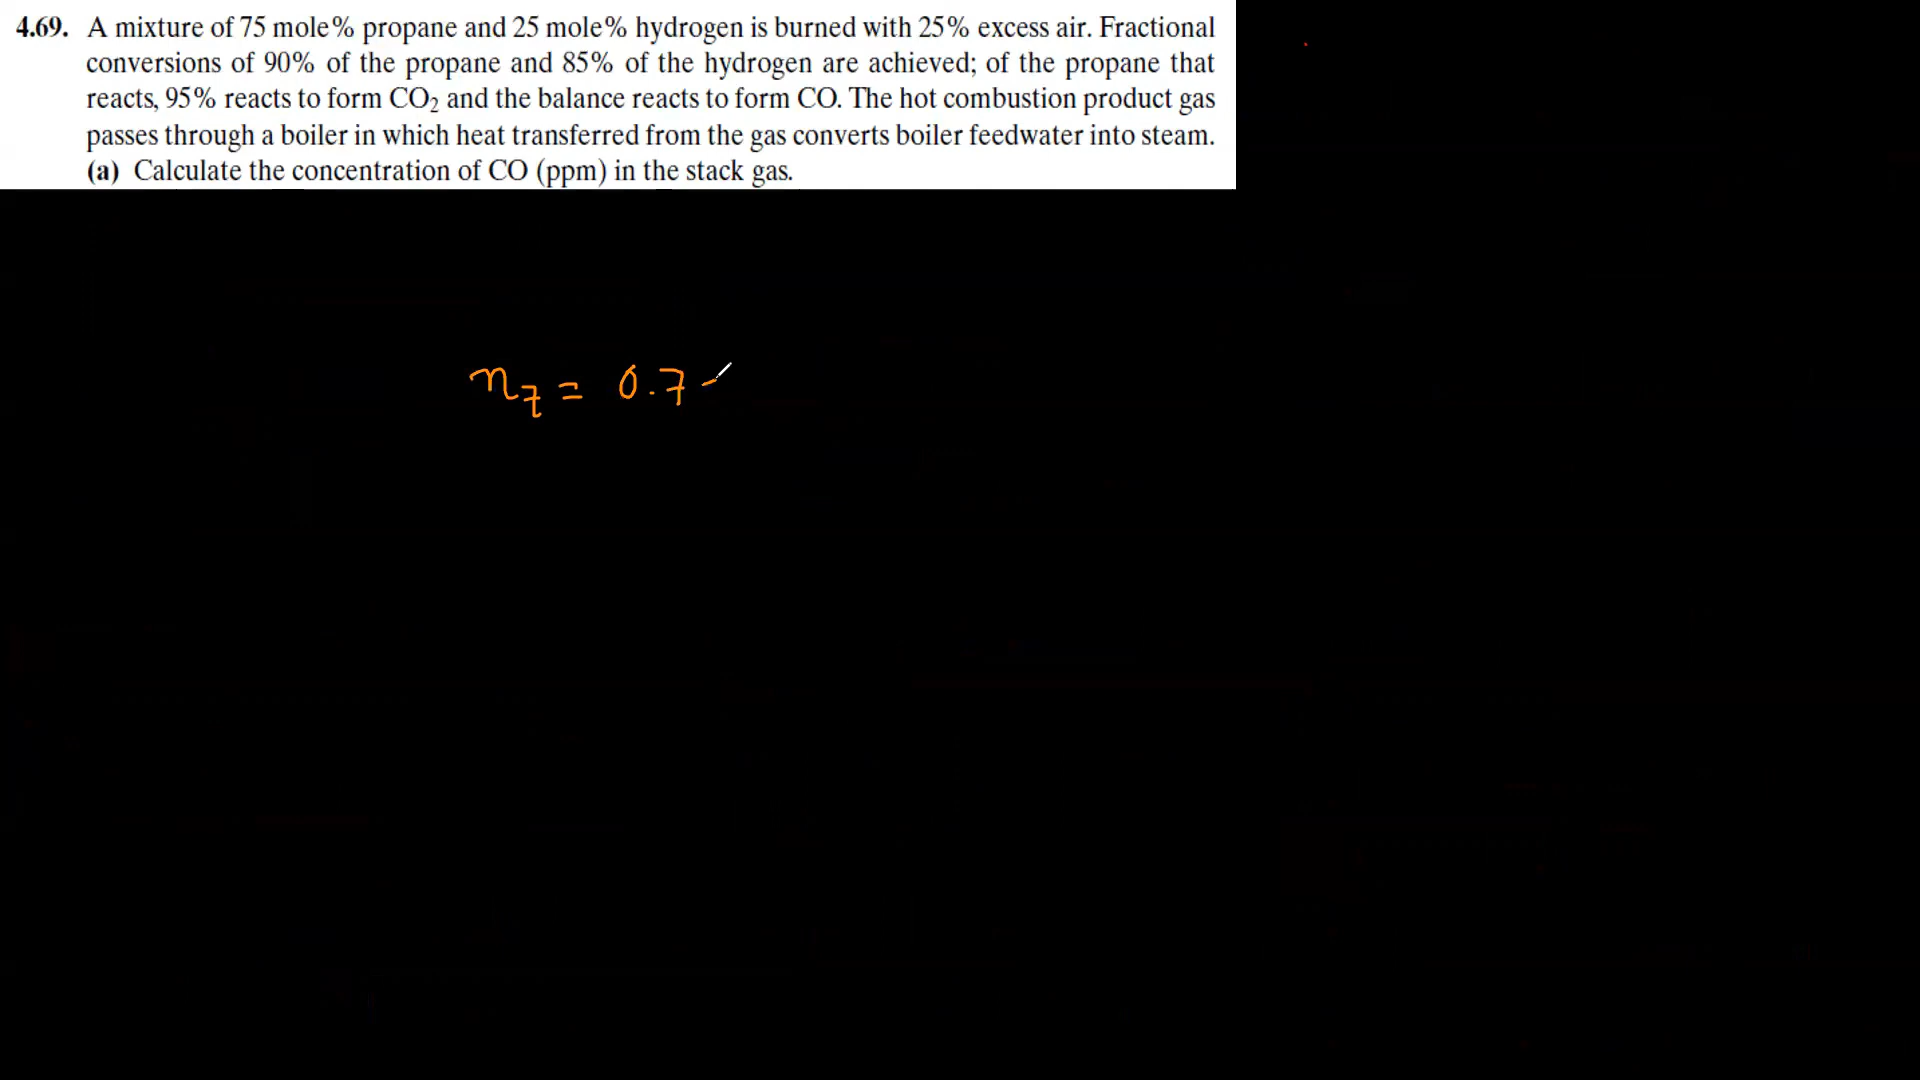 4.69. A mixture of 75 mole% propane and 25 mole% hydrogen is burned with 25% excess air. Fractional
conversions of 90% of the propane and 85% of the hydrogen are achieved; of the propane that
reacts, 95% reacts to form CO₂ and the balance reacts to form CO. The hot combustion product gas
passes through a boiler in which heat transferred from the gas converts boiler feedwater into steam.
(a) Calculate the concentration of CO (ppm) in the stack gas.
n₇ = 0.7